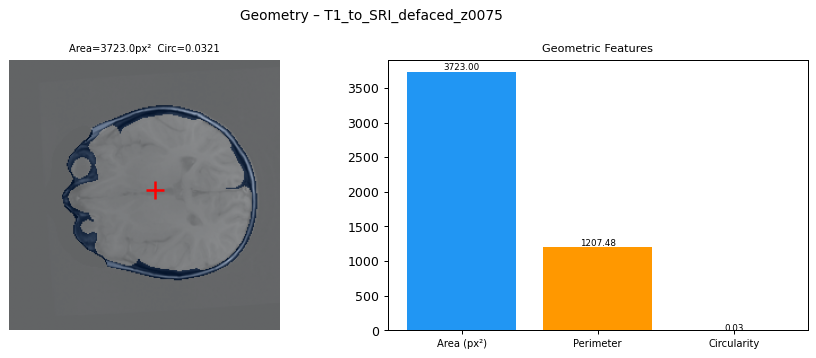 Geometry – T1_to_SRI_defaced_z0075
Area=3723.0px²  Circ=0.0321
Geometric Features
3723.00
3500
3000
2500
2000
1500
1207.48
1000
500
0.03
0
Area (px²)
Perimeter
Circularity